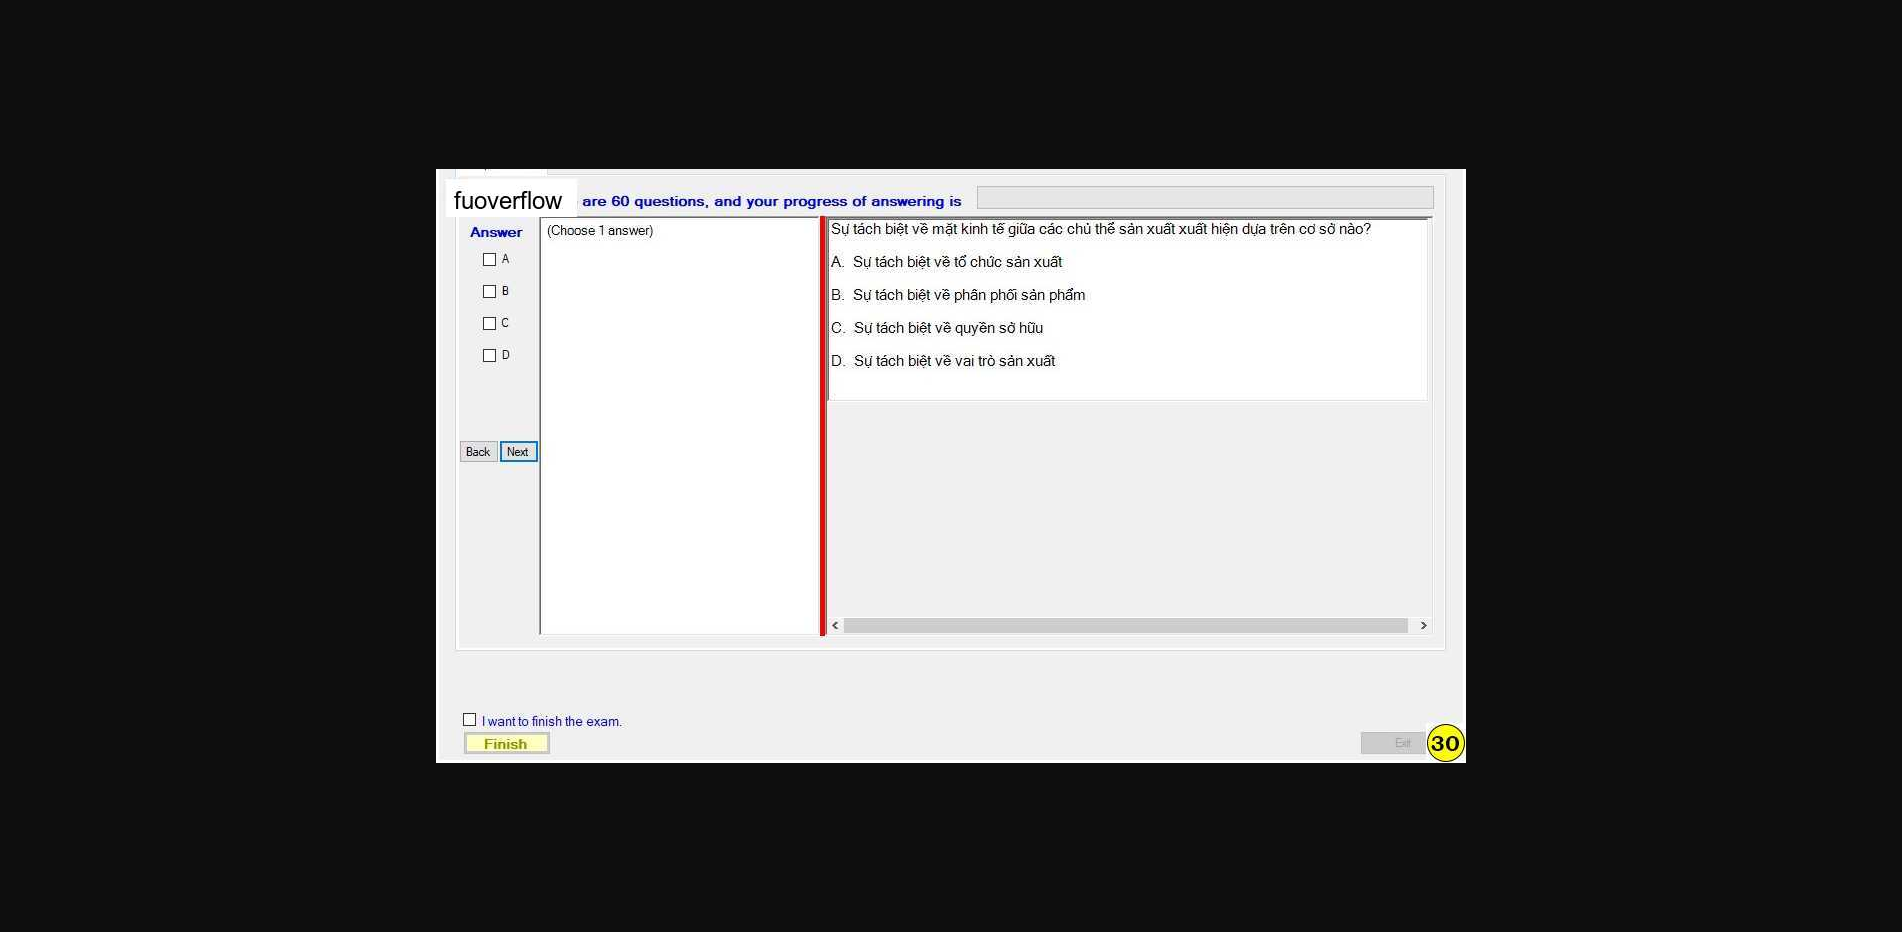 fuoverflow are 60 questions, and your progress of answering is
Answer
(Choose 1 answer)
A
B
C
D
Back
Next
Sự tách biệt về mặt kinh tế giữa các chủ thể sản xuất xuất hiện dựa trên cơ sở nào?
A. Sự tách biệt về tổ chức sản xuất
B. Sự tách biệt về phân phối sản phẩm
C. Sự tách biệt về quyền sở hữu
D. Sự tách biệt về vai trò sản xuất
I want to finish the exam.
Finish
Exit
30